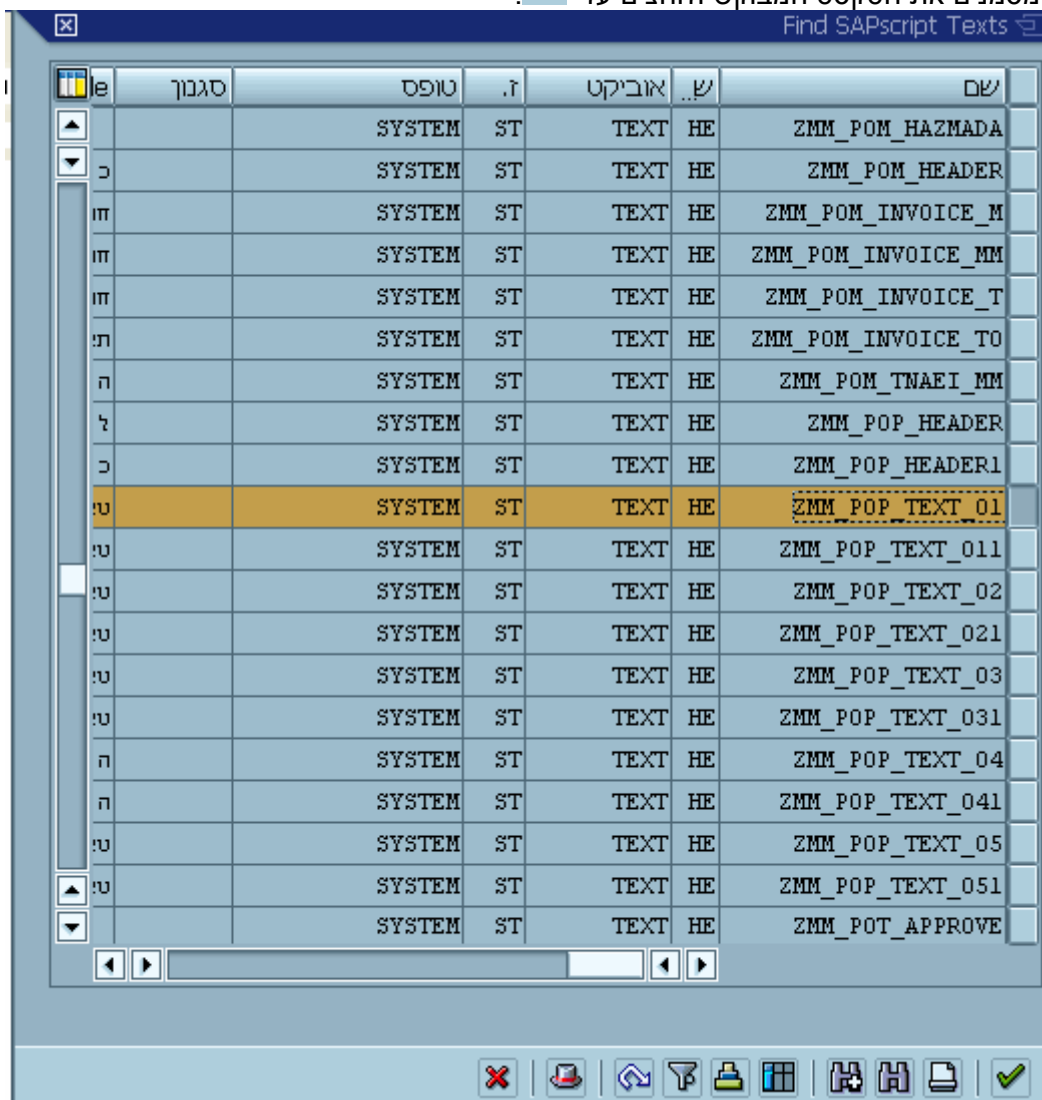 Find SAPscript Texts
שם ש.. אוביקט ז. טופס סגנון le
ZMM_POM_HAZMADA HE TEXT ST SYSTEM
ZMM_POM_HEADER HE TEXT ST SYSTEM כ
ZMM_POM_INVOICE_M HE TEXT ST SYSTEM חו
ZMM_POM_INVOICE_MM HE TEXT ST SYSTEM חו
ZMM_POM_INVOICE_T HE TEXT ST SYSTEM חו
ZMM_POM_INVOICE_TO HE TEXT ST SYSTEM ת
ZMM_POM_TNAEI_MM HE TEXT ST SYSTEM ה
ZMM_POP_HEADER HE TEXT ST SYSTEM ל
ZMM_POP_HEADER1 HE TEXT ST SYSTEM כ
ZMM_POP_TEXT_01 HE TEXT ST SYSTEM ט
ZMM_POP_TEXT_011 HE TEXT ST SYSTEM ט
ZMM_POP_TEXT_02 HE TEXT ST SYSTEM ט
ZMM_POP_TEXT_021 HE TEXT ST SYSTEM ט
ZMM_POP_TEXT_03 HE TEXT ST SYSTEM ט
ZMM_POP_TEXT_031 HE TEXT ST SYSTEM ט
ZMM_POP_TEXT_04 HE TEXT ST SYSTEM ה
ZMM_POP_TEXT_041 HE TEXT ST SYSTEM ה
ZMM_POP_TEXT_05 HE TEXT ST SYSTEM ט
ZMM_POP_TEXT_051 HE TEXT ST SYSTEM ט
ZMM_POT_APPROVE HE TEXT ST SYSTEM